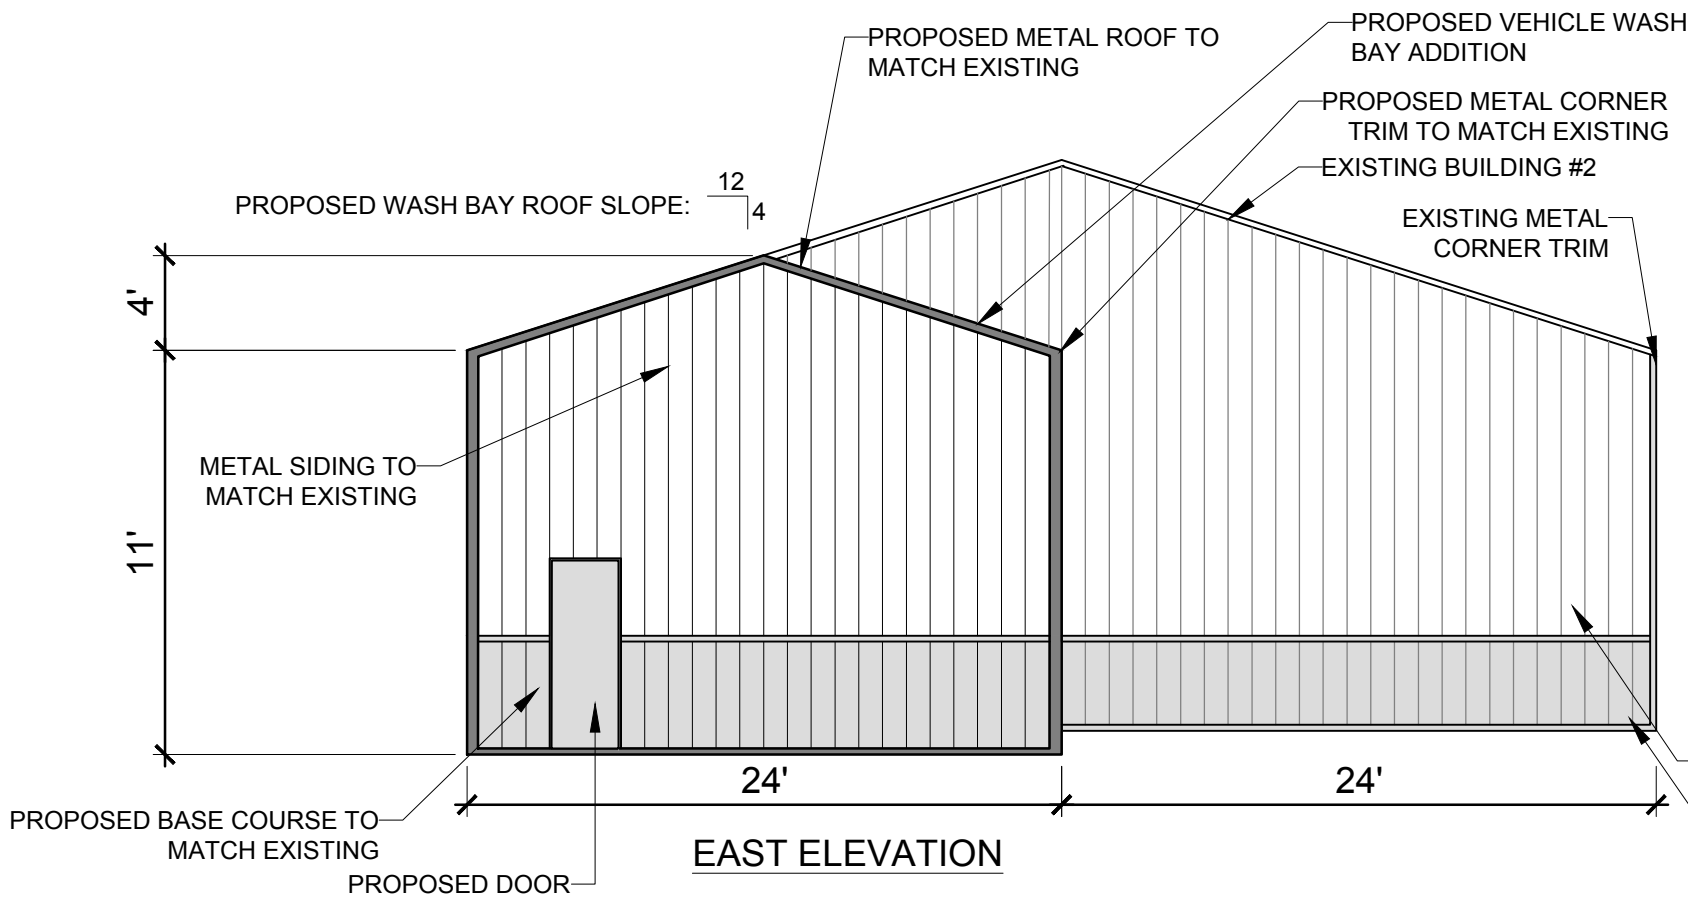 PROPOSED METAL ROOF TO
MATCH EXISTING
PROPOSED VEHICLE WASH
BAY ADDITION
PROPOSED METAL CORNER
TRIM TO MATCH EXISTING
EXISTING BUILDING #2
EXISTING METAL
CORNER TRIM
PROPOSED WASH BAY ROOF SLOPE:
12
4
4'
11'
METAL SIDING TO
MATCH EXISTING
24'
24'
PROPOSED BASE COURSE TO
MATCH EXISTING
PROPOSED DOOR
EAST ELEVATION